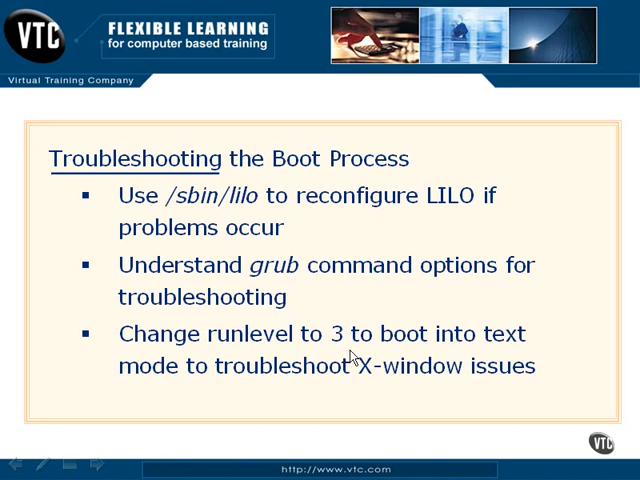 VTC
FLEXIBLE LEARNING
for computer based training
Virtual Training Company
Troubleshooting the Boot Process
▪ Use /sbin/lilo to reconfigure LILO if
problems occur
▪ Understand grub command options for
troubleshooting
▪ Change runlevel to 3 to boot into text
mode to troubleshoot X-window issues
VTC
http://www.vtc.com